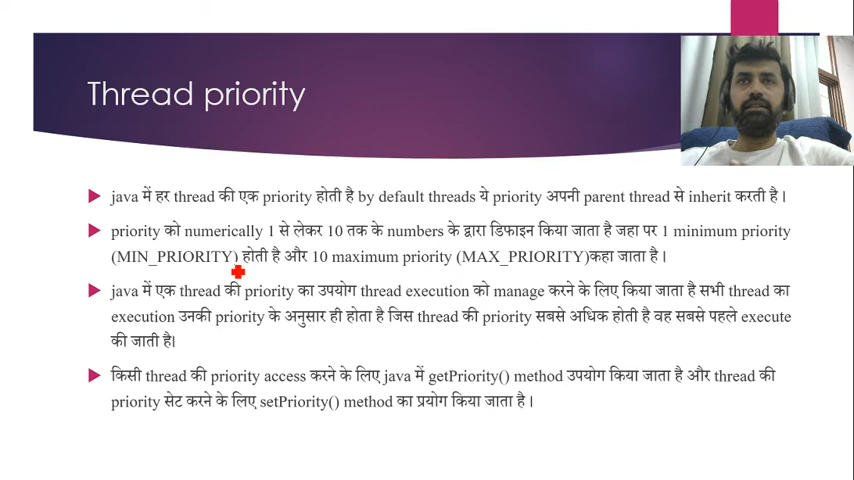 Thread priority
java में हर thread की एक priority होती है by default threads ये priority अपनी parent thread से inherit करती है।
priority को numerically 1 से लेकर 10 तक के numbers के द्वारा डिफाइन किया जाता है जहा पर 1 minimum priority
(MIN_PRIORITY) होती है और 10 maximum priority (MAX_PRIORITY)कहा जाता है।
java में एक thread की priority का उपयोग thread execution को manage करने के लिए किया जाता है सभी thread का
execution उनकी priority के अनुसार ही होता है जिस thread की priority सबसे अधिक होती है वह सबसे पहले execute
की जाती है।
किसी thread की priority access करने के लिए java में getPriority() method उपयोग किया जाता है और thread की
priority सेट करने के लिए setPriority() method का प्रयोग किया जाता है।